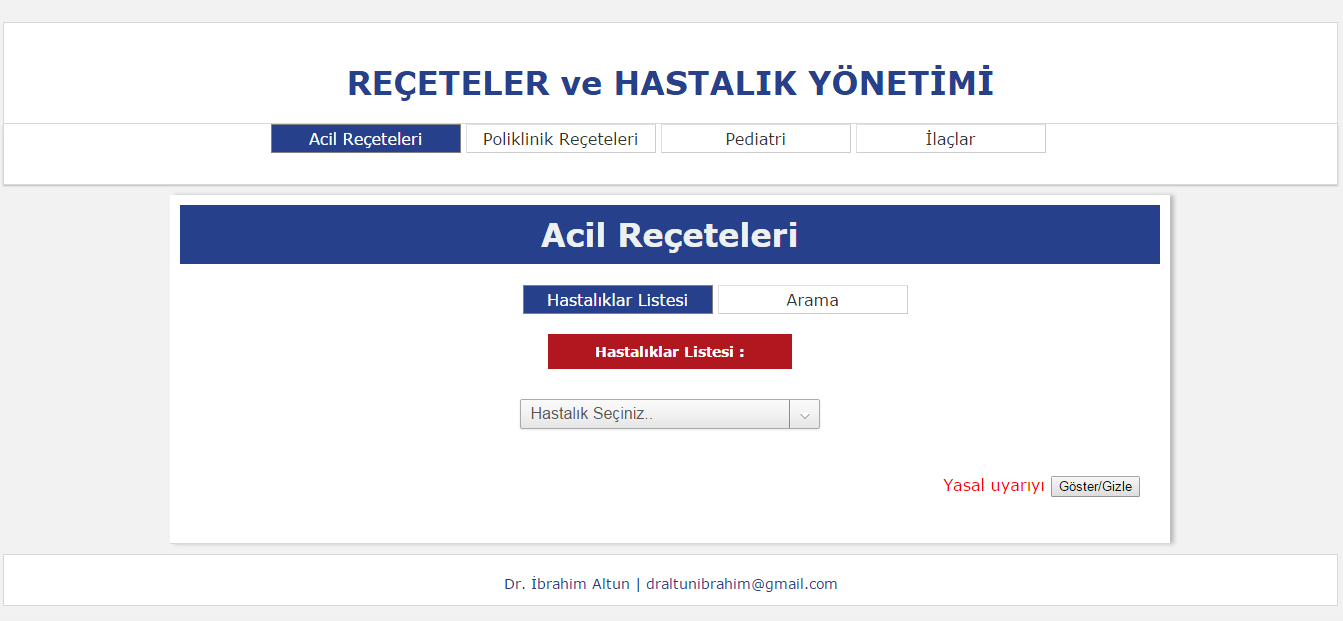 REÇETELER ve HASTALIK YÖNETİMİ
Acil Reçeteleri Poliklinik Reçeteleri Pediatri İlaçlar
Acil Reçeteleri
Hastalıklar Listesi Arama
Hastalıklar Listesi :
Hastalık Seçiniz..
Yasal uyarıyı Göster/Gizle
Dr. İbrahim Altun | draltunibrahim@gmail.com